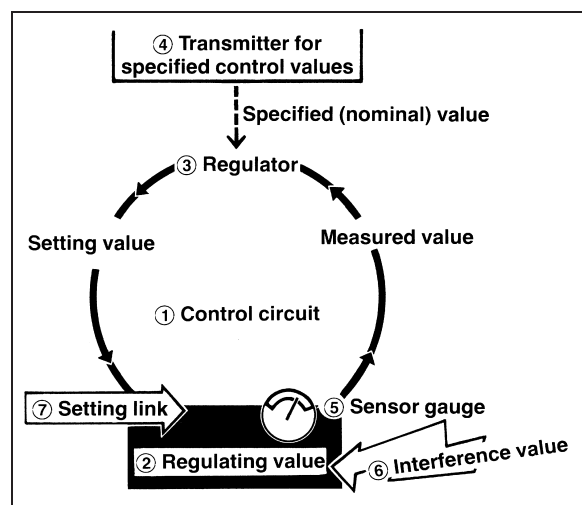 ④ Transmitter for
specified control values
Specified (nominal) value
③ Regulator
Setting value
Measured value
① Control circuit
⑦ Setting link
⑤ Sensor gauge
② Regulating value
⑥ Interference value